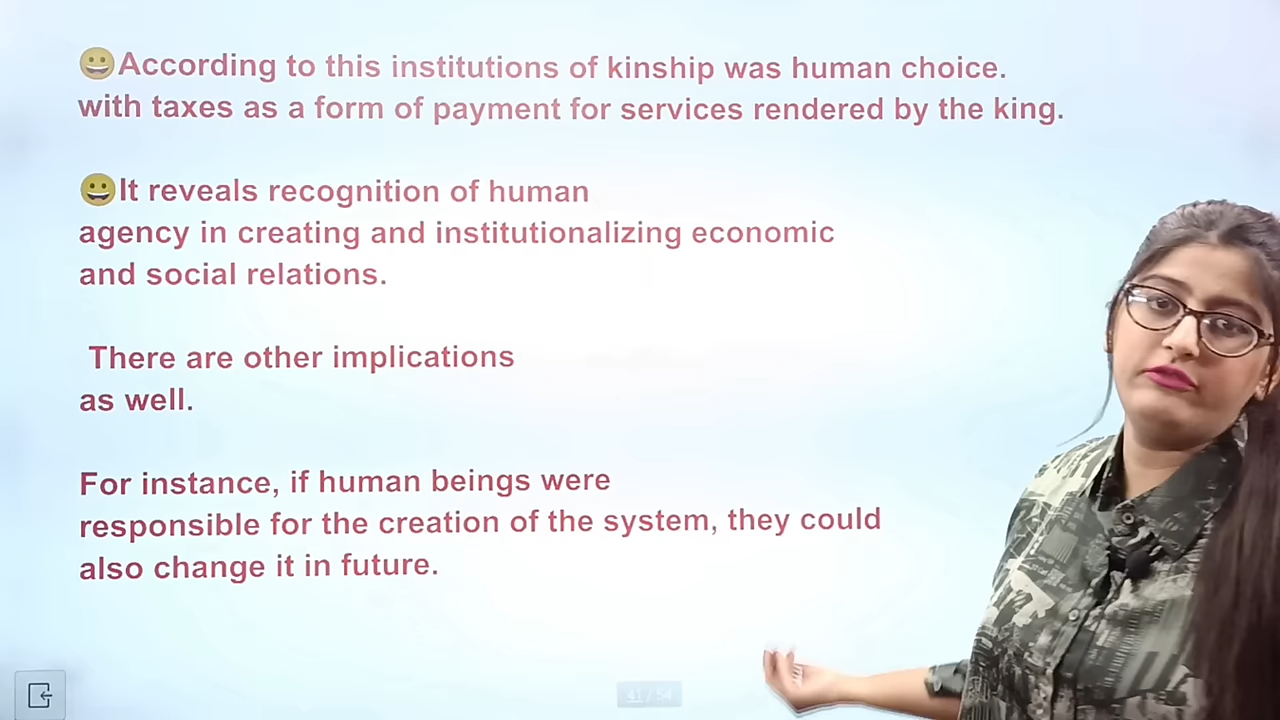 😀According to this institutions of kinship was human choice.
with taxes as a form of payment for services rendered by the king.
😀It reveals recognition of human
agency in creating and institutionalizing economic
and social relations.
There are other implications
as well.
For instance, if human beings were
responsible for the creation of the system, they could
also change it in future.
41 / 54